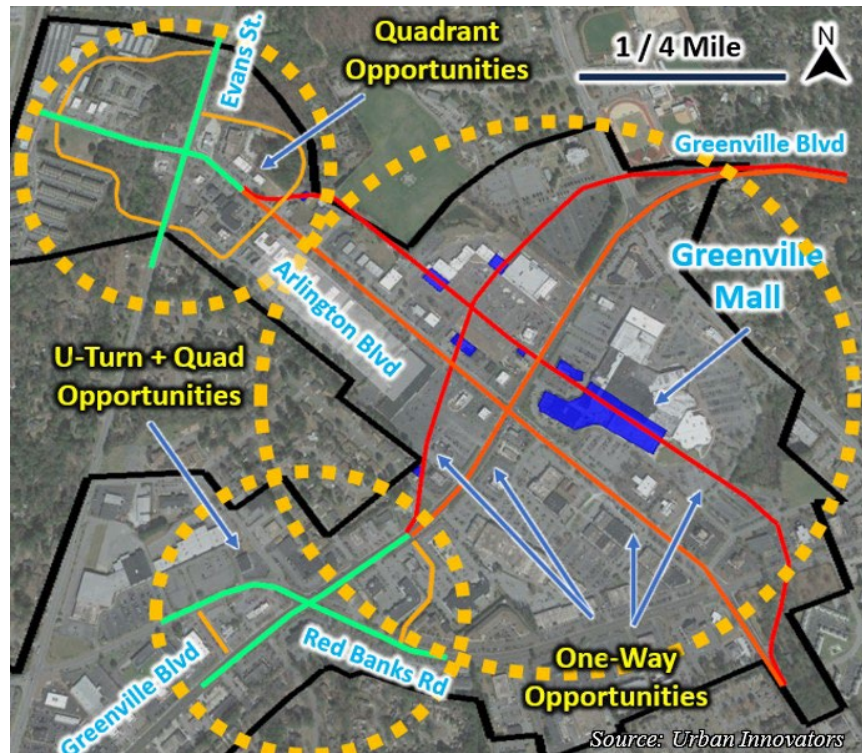 Quadrant
Opportunities
Evans St.
1 / 4 Mile
N
Greenville Blvd
Greenville
Mall
Arlington Blvd
U-Turn + Quad
Opportunities
Red Banks Rd
Greenville Blvd
One-Way
Opportunities
Source: Urban Innovators